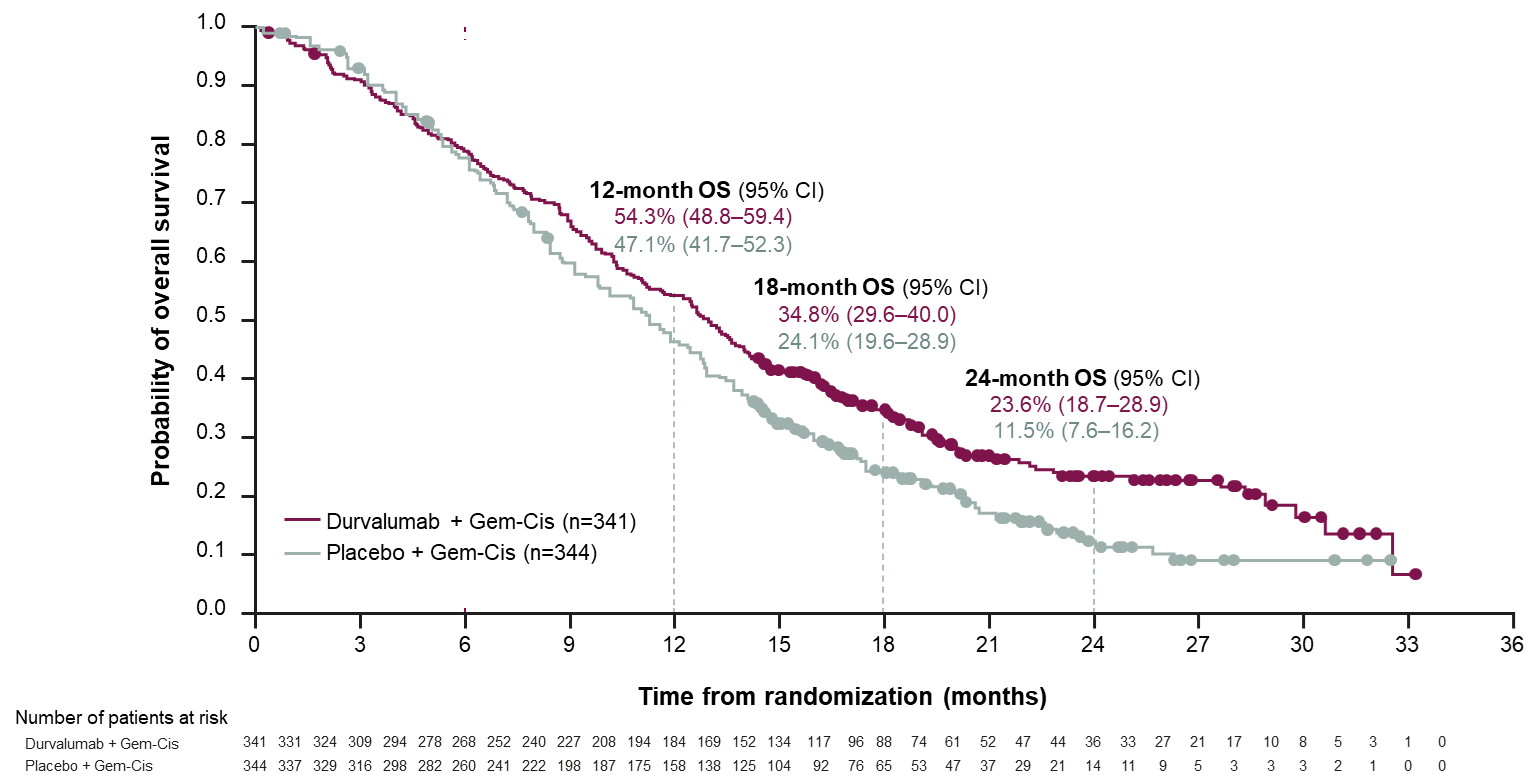 1.0
0.9
0.8
0.7
0.6
0.5
0.4
0.3
0.2
0.1
0.0
Probability of overall survival
12-month OS (95% CI)
54.3% (48.8–59.4)
47.1% (41.7–52.3)
18-month OS (95% CI)
34.8% (29.6–40.0)
24.1% (19.6–28.9)
24-month OS (95% CI)
23.6% (18.7–28.9)
11.5% (7.6–16.2)
Durvalumab + Gem-Cis (n=341)
Placebo + Gem-Cis (n=344)
0 3 6 9 12 15 18 21 24 27 30 33 36
Time from randomization (months)
Number of patients at risk
Durvalumab + Gem-Cis 341 331 324 309 294 278 268 252 240 227 208 194 184 169 152 134 117 96 88 74 61 52 47 44 36 33 27 21 17 10 8 5 3 1 0
Placebo + Gem-Cis 344 337 329 316 298 282 260 241 222 198 187 175 158 138 125 104 92 76 65 53 47 37 29 21 14 11 9 5 3 3 3 2 1 0 0